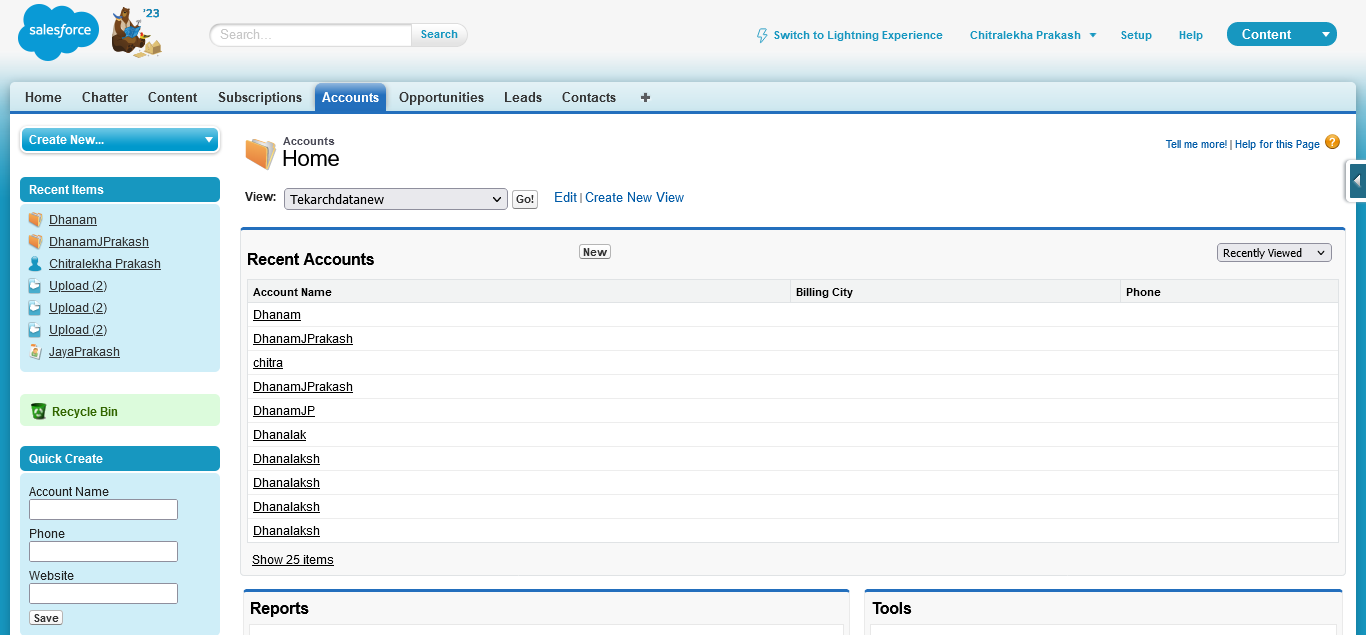 salesforce
'23
Search...
Search
Switch to Lightning Experience
Chitralekha Prakash
Setup
Help
Content
Home
Chatter
Content
Subscriptions
Accounts
Opportunities
Leads
Contacts
+
Create New...
Recent Items
Dhanam
DhanamJPrakash
Chitralekha Prakash
Upload (2)
Upload (2)
Upload (2)
JayaPrakash
Recycle Bin
Quick Create
Account Name
Phone
Website
Save
Accounts
Home
Tell me more! | Help for this Page ?
View: Tekarchdatanew Go! Edit | Create New View
Recent Accounts
New
Recently Viewed
Account Name Billing City Phone
Dhanam
DhanamJPrakash
chitra
DhanamJPrakash
DhanamJP
Dhanalak
Dhanalaksh
Dhanalaksh
Dhanalaksh
Dhanalaksh
Show 25 items
Reports
Tools